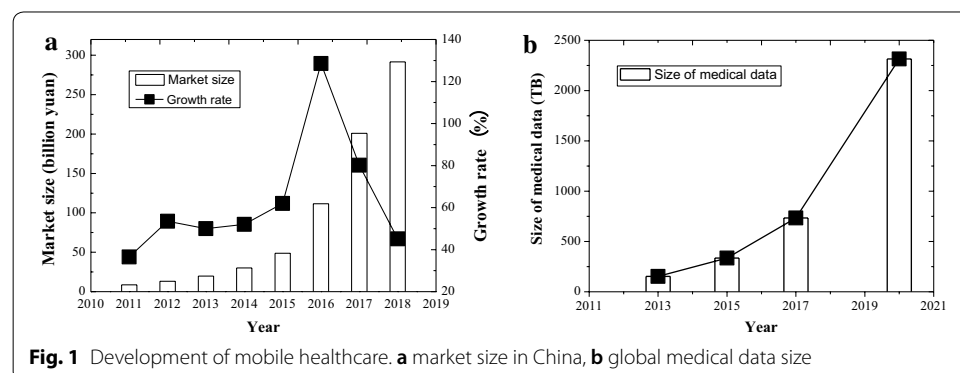 a
300
250
200
150
100
50
0
Market size (billion yuan)
140
120
100
80
60
40
20
Growth rate (%)
Market size
Growth rate
2010 2011 2012 2013 2014 2015 2016 2017 2018 2019
Year
b
2500
2000
1500
1000
500
0
Size of medical data (TB)
Size of medical data
2011 2013 2015 2017 2019 2021
Year
Fig. 1 Development of mobile healthcare. a market size in China, b global medical data size